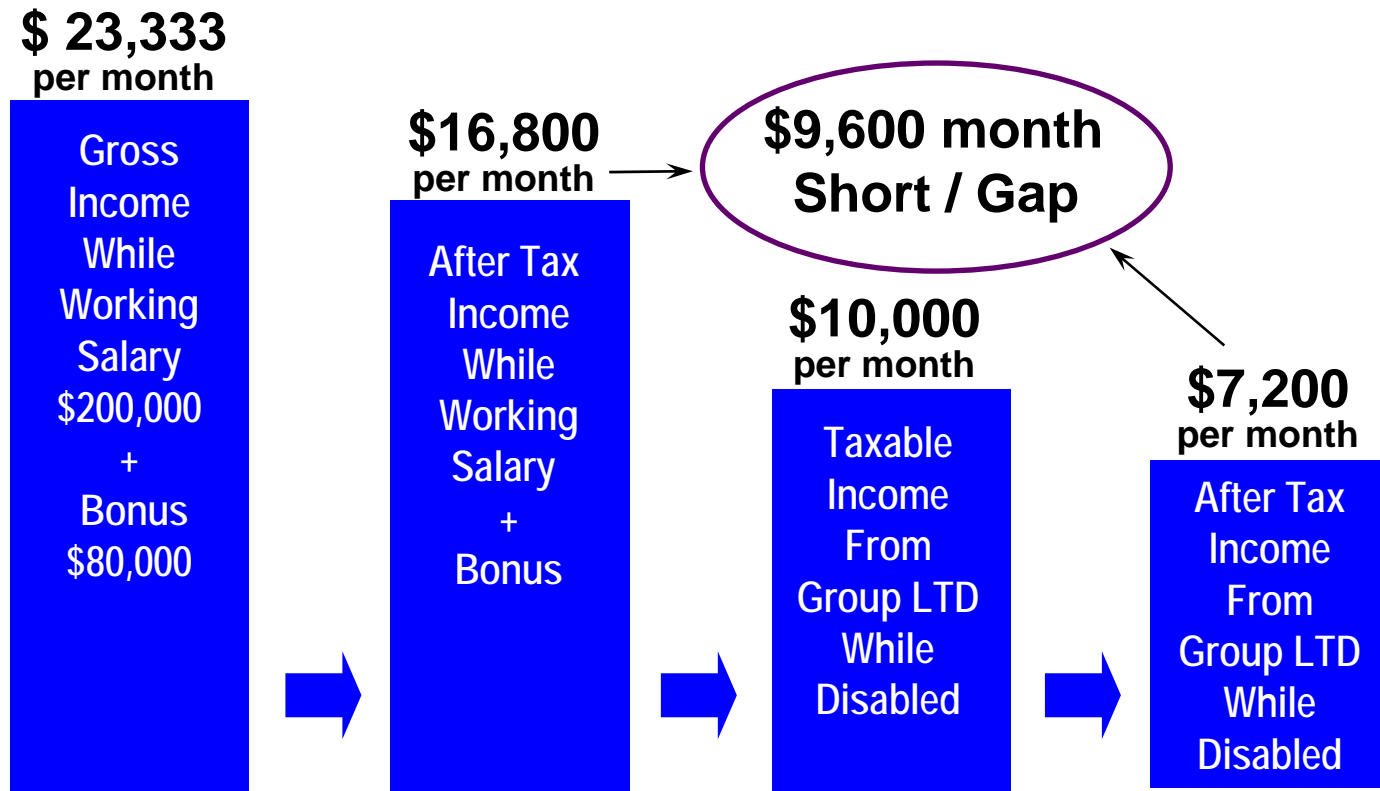 $ 23,333
per month
Gross
Income
While
Working
Salary
$200,000
+
Bonus
$80,000
$16,800
per month
After Tax
Income
While
Working
Salary
+
Bonus
$9,600 month
Short / Gap
$10,000
per month
Taxable
Income
From
Group LTD
While
Disabled
$7,200
per month
After Tax
Income
From
Group LTD
While
Disabled